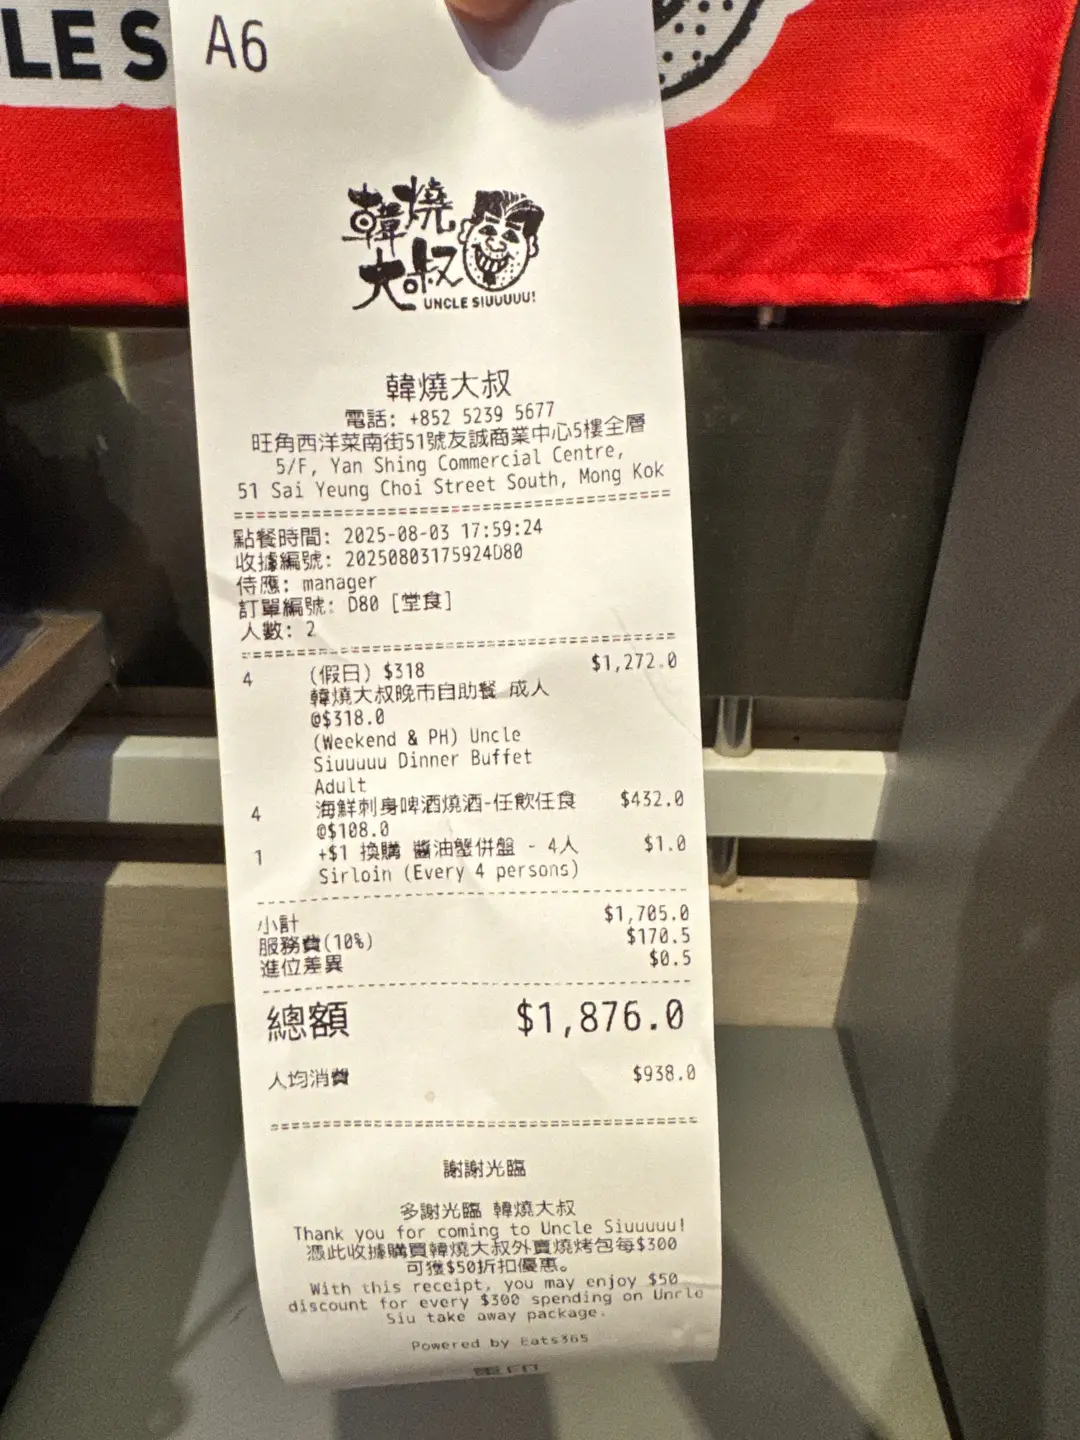 LE S
A6
韓燒
大叔
UNCLE SIUUUUU!
韓燒大叔
電話: +852 5239 5677
旺角西洋菜南街51號友誠商業中心5樓全層
5/F, Yan Shing Commercial Centre,
51 Sai Yeung Choi Street South, Mong Kok
點餐時間: 2025-08-03 17:59:24
收據編號: 20250803175924D80
侍應: manager
訂單編號: D80 [堂食]
人數: 2
4 (假日) $318 $1,272.0
韓燒大叔晚市自助餐 成人
@$318.0
(Weekend & PH) Uncle
Siuuuuu Dinner Buffet
Adult
4 海鮮刺身啤酒燒酒-任飲任食 $432.0
@$108.0
1 +$1 換購 醬油蟹併盤 - 4人 $1.0
Sirloin (Every 4 persons)
小計 $1,705.0
服務費(10%) $170.5
進位差異 $0.5
總額 $1,876.0
人均消費 $938.0
謝謝光臨
多謝光臨 韓燒大叔
Thank you for coming to Uncle Siuuuuu!
憑此收據購買韓燒大叔外賣燒烤包每$300
可獲$50折扣優惠。
With this receipt, you may enjoy $50
discount for every $300 spending on Uncle
Siu take away package.
Powered by Eats365
重印